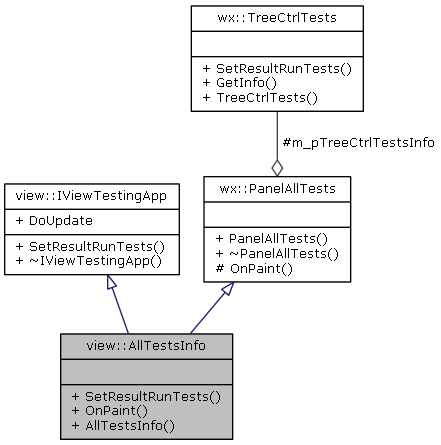 wx::TreeCtrlTests
+ SetResultRunTests()
+ GetInfo()
+ TreeCtrlTests()
#m_pTreeCtrlTestsInfo
view::IViewTestingApp
+ DoUpdate
+ SetResultRunTests()
+ ~IViewTestingApp()
wx::PanelAllTests
+ PanelAllTests()
+ ~PanelAllTests()
# OnPaint()
view::AllTestsInfo
+ SetResultRunTests()
+ OnPaint()
+ AllTestsInfo()